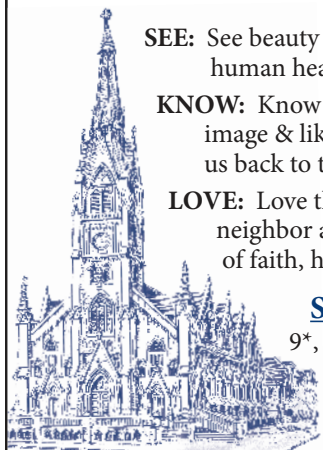 SEE: See beauty
human hea
KNOW: Know
image & lik
us back to t
LOVE: Love t
neighbor a
of faith, h
S
9*,